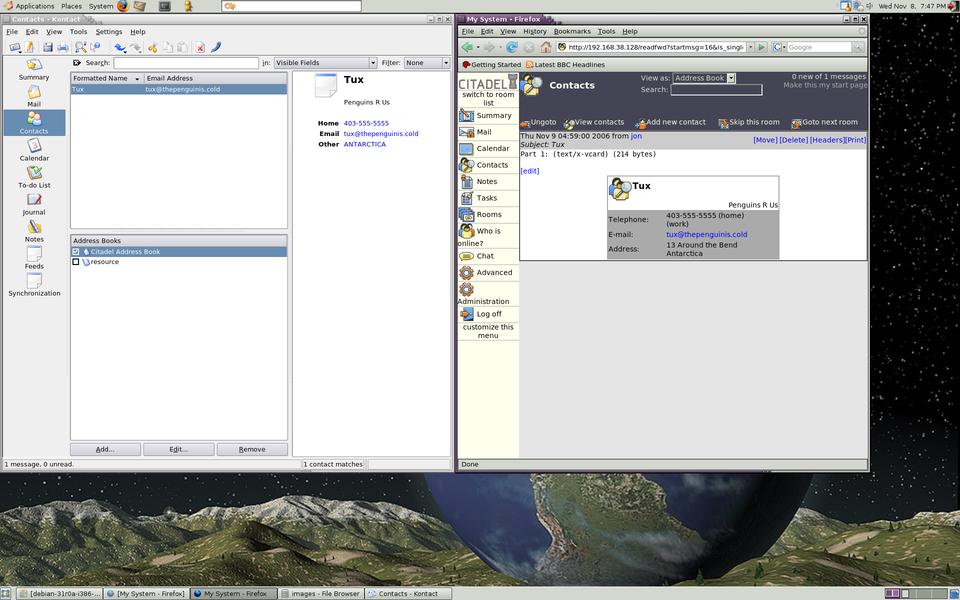 Applications Places System
Wed Nov 8, 7:47 PM
Contacts - Kontact
File Edit View Tools Settings Help
Search: in: Visible Fields Filter: None
Summary
Mail
Contacts
Calendar
To-do List
Journal
Notes
Feeds
Synchronization
Formatted Name Email Address
Tux tux@thepenguinis.cold
Address Books
Citadel Address Book
resource
Add... Edit... Remove
Tux
Penguins R Us
Home 403-555-5555
Email tux@thepenguinis.cold
Other ANTARCTICA
1 message, 0 unread.
1 contact matches
My System - Firefox
File Edit View History Bookmarks Tools Help
http://192.168.38.128/readfwd?startmsg=16&is_singl
Google
Getting Started Latest BBC Headlines
CITADEL
switch to room list
Summary
Mail
Calendar
Contacts
Notes
Tasks
Rooms
Who is online?
Chat
Advanced
Administration
Log off
customize this menu
Contacts
View as: Address Book
Search:
0 new of 1 messages
Make this my start page
Ungoto View contacts Add new contact Skip this room Goto next room
Thu Nov 9 04:59:00 2006 from jon
Subject: Tux
[Move] [Delete] [Headers][Print]
Part 1: (text/x-vcard) (214 bytes)
[edit]
Tux
Penguins R Us
Telephone: 403-555-5555 (home)
(work)
E-mail: tux@thepenguinis.cold
Address: 13 Around the Bend
Antarctica
Done
[debian-31r0a-i386-... [My System - Firefox] My System - Firefox images - File Browser Contacts - Kontact